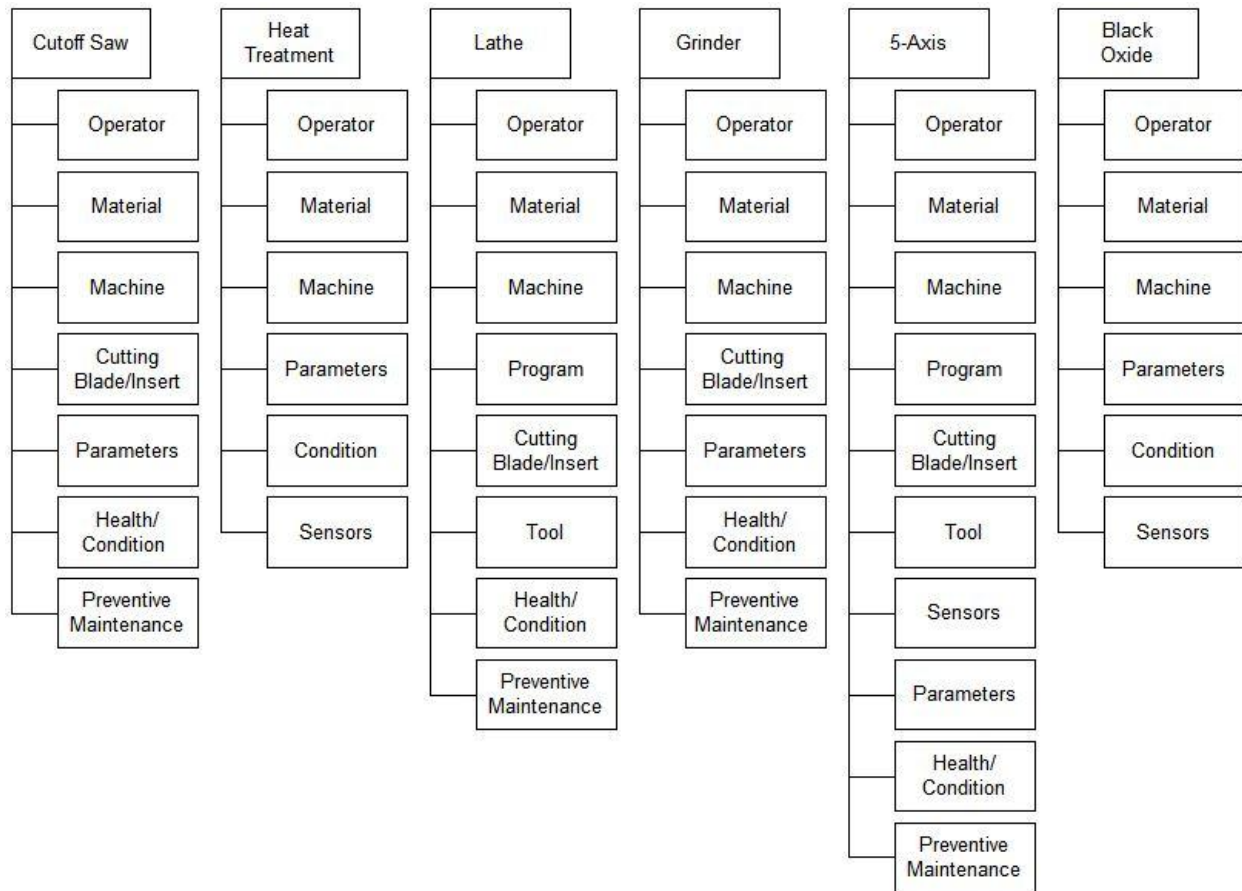 Cutoff Saw
Operator
Material
Machine
Cutting
Blade/Insert
Parameters
Health/
Condition
Preventive
Maintenance
Heat
Treatment
Operator
Material
Machine
Parameters
Condition
Sensors
Lathe
Operator
Material
Machine
Program
Cutting
Blade/Insert
Tool
Health/
Condition
Preventive
Maintenance
Grinder
Operator
Material
Machine
Cutting
Blade/Insert
Parameters
Health/
Condition
Preventive
Maintenance
5-Axis
Operator
Material
Machine
Program
Cutting
Blade/Insert
Tool
Sensors
Parameters
Health/
Condition
Preventive
Maintenance
Black
Oxide
Operator
Material
Machine
Parameters
Condition
Sensors